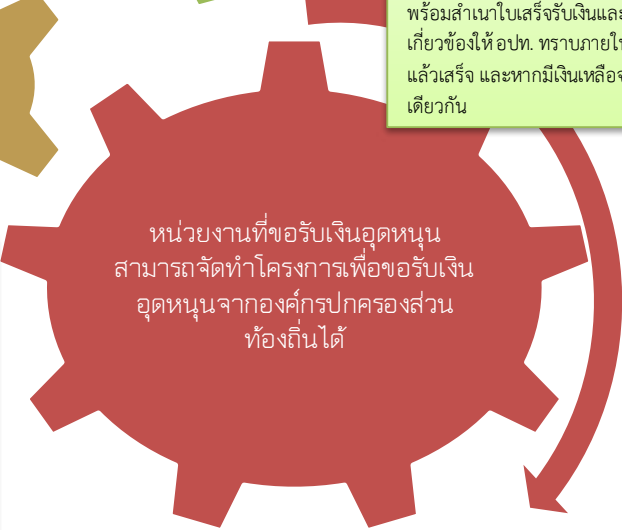 พร้อมสำเนาใบเสร็จรับเงินและ
เกี่ยวข้องให้ อปท. ทราบภายใ
แล้วเสร็จ และหากมีเงินเหลือ
เดียวกัน
หน่วยงานที่ขอรับเงินอุดหนุน
สามารถจัดทำโครงการเพื่อขอรับเงิน
อุดหนุนจากองค์กรปกครองส่วน
ท้องถิ่นได้